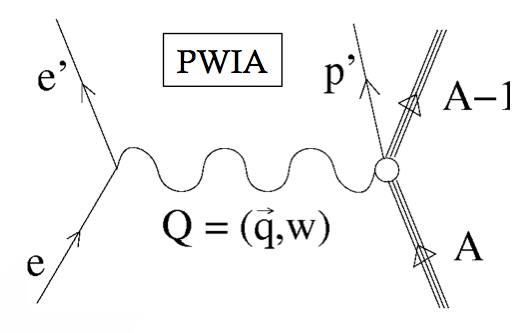 e’
PWIA
p’
A−1
Q = (q⃗,w)
e
A